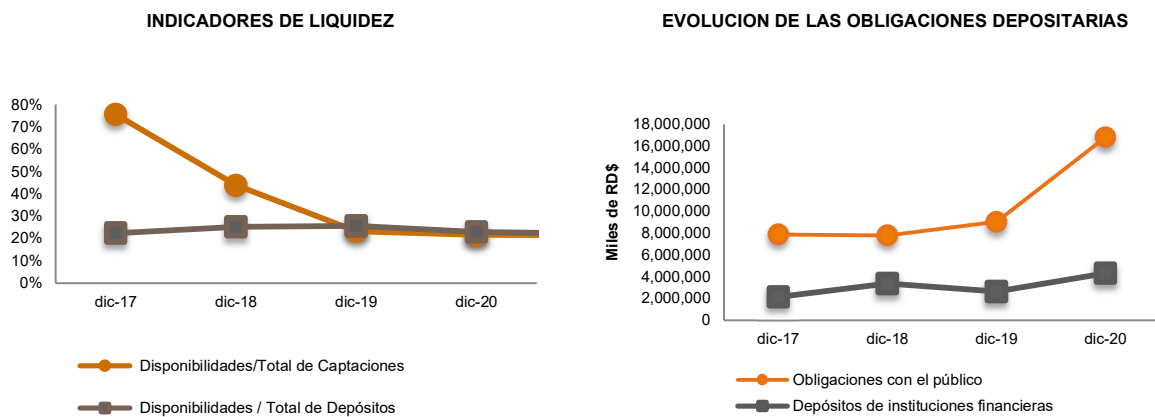 INDICADORES DE LIQUIDEZ
80%
70%
60%
50%
40%
30%
20%
10%
0%
dic-17 dic-18 dic-19 dic-20
Disponibilidades/Total de Captaciones
Disponibilidades / Total de Depósitos
EVOLUCION DE LAS OBLIGACIONES DEPOSITARIAS
Miles de RD$
18,000,000
16,000,000
14,000,000
12,000,000
10,000,000
8,000,000
6,000,000
4,000,000
2,000,000
0
dic-17 dic-18 dic-19 dic-20
Obligaciones con el público
Depósitos de instituciones financieras